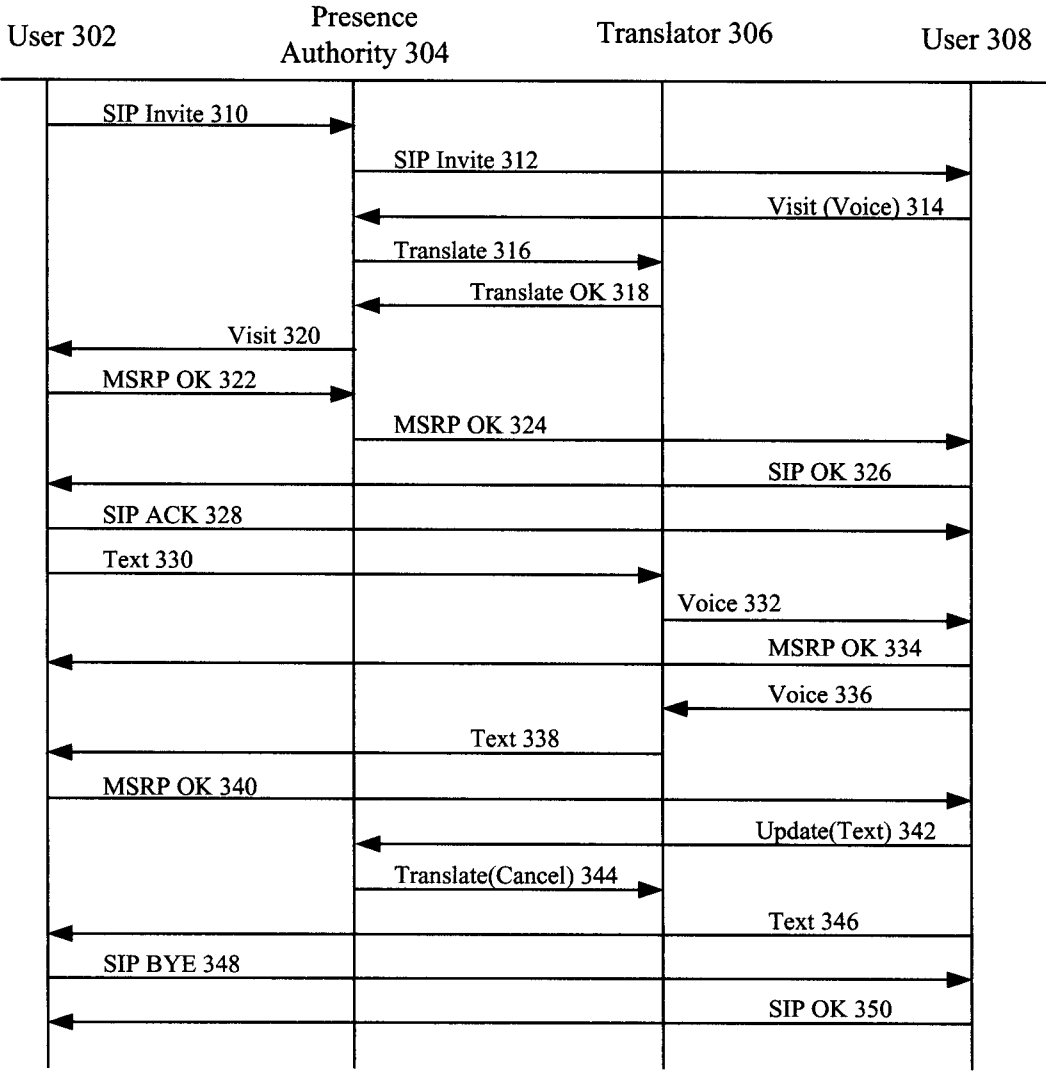 User 302
Presence
Authority 304
Translator 306
User 308
SIP Invite 310
SIP Invite 312
Visit (Voice) 314
Translate 316
Translate OK 318
Visit 320
MSRP OK 322
MSRP OK 324
SIP OK 326
SIP ACK 328
Text 330
Voice 332
MSRP OK 334
Voice 336
Text 338
MSRP OK 340
Update(Text) 342
Translate(Cancel) 344
Text 346
SIP BYE 348
SIP OK 350